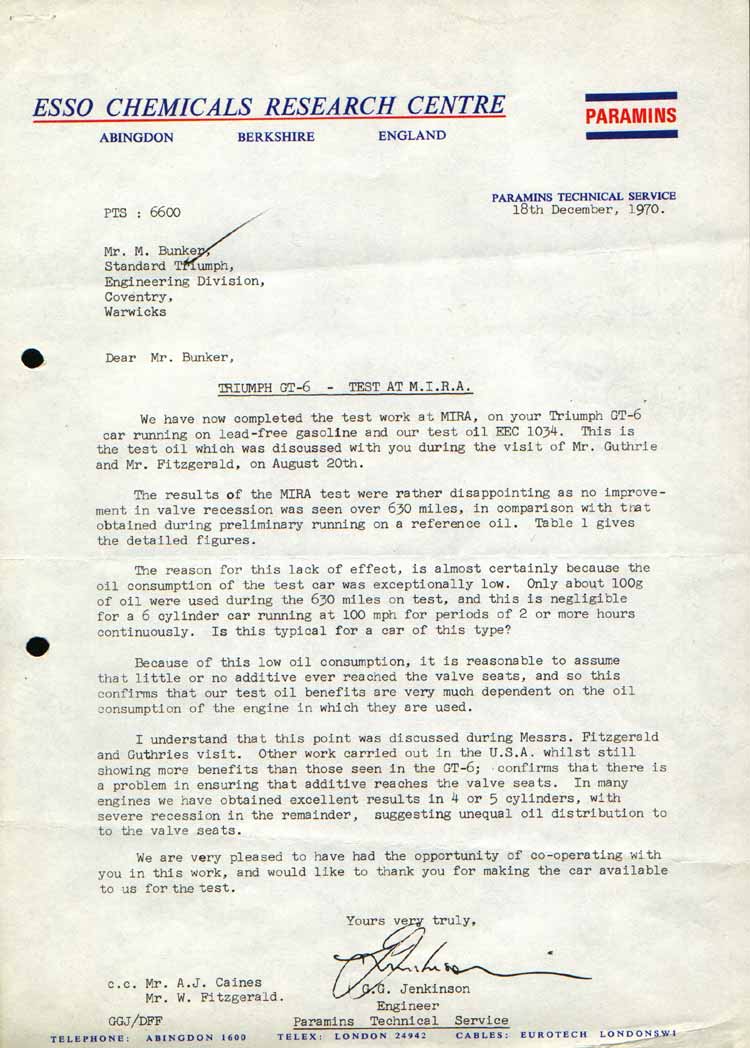 ESSO CHEMICALS RESEARCH CENTRE
ABINGDON BERKSHIRE ENGLAND
PARAMINS
PARAMINS TECHNICAL SERVICE
PTS : 6600
18th December, 1970.
Mr. M. Bunker,
Standard Triumph,
Engineering Division,
Coventry,
Warwicks
Dear Mr. Bunker,
TRIUMPH GT-6 - TEST AT M.I.R.A.
We have now completed the test work at MIRA, on your Triumph GT-6
car running on lead-free gasoline and our test oil EEC 1034. This is
the test oil which was discussed with you during the visit of Mr. Guthrie
and Mr. Fitzgerald, on August 20th.
The results of the MIRA test were rather disappointing as no improve-
ment in valve recession was seen over 630 miles, in comparison with that
obtained during preliminary running on a reference oil. Table 1 gives
the detailed figures.
The reason for this lack of effect, is almost certainly because the
oil consumption of the test car was exceptionally low. Only about 100g
of oil were used during the 630 miles on test, and this is negligible
for a 6 cylinder car running at 100 mph for periods of 2 or more hours
continuously. Is this typical for a car of this type?
Because of this low oil consumption, it is reasonable to assume
that little or no additive ever reached the valve seats, and so this
confirms that our test oil benefits are very much dependent on the oil
consumption of the engine in which they are used.
I understand that this point was discussed during Messrs. Fitzgerald
and Guthries visit. Other work carried out in the U.S.A. whilst still
showing more benefits than those seen in the GT-6; confirms that there is
a problem in ensuring that additive reaches the valve seats. In many
engines we have obtained excellent results in 4 or 5 cylinders, with
severe recession in the remainder, suggesting unequal oil distribution to
to the valve seats.
We are very pleased to have had the opportunity of co-operating with
you in this work, and would like to thank you for making the car available
to us for the test.
Yours very truly,
G.G. Jenkinson
Engineer
Paramins Technical Service
c.c. Mr. A.J. Caines
Mr. W. Fitzgerald.
GGJ/DFF
TELEPHONE: ABINGDON 1600 TELEX: LONDON 24942 CABLES: EUROTECH LONDONSW1